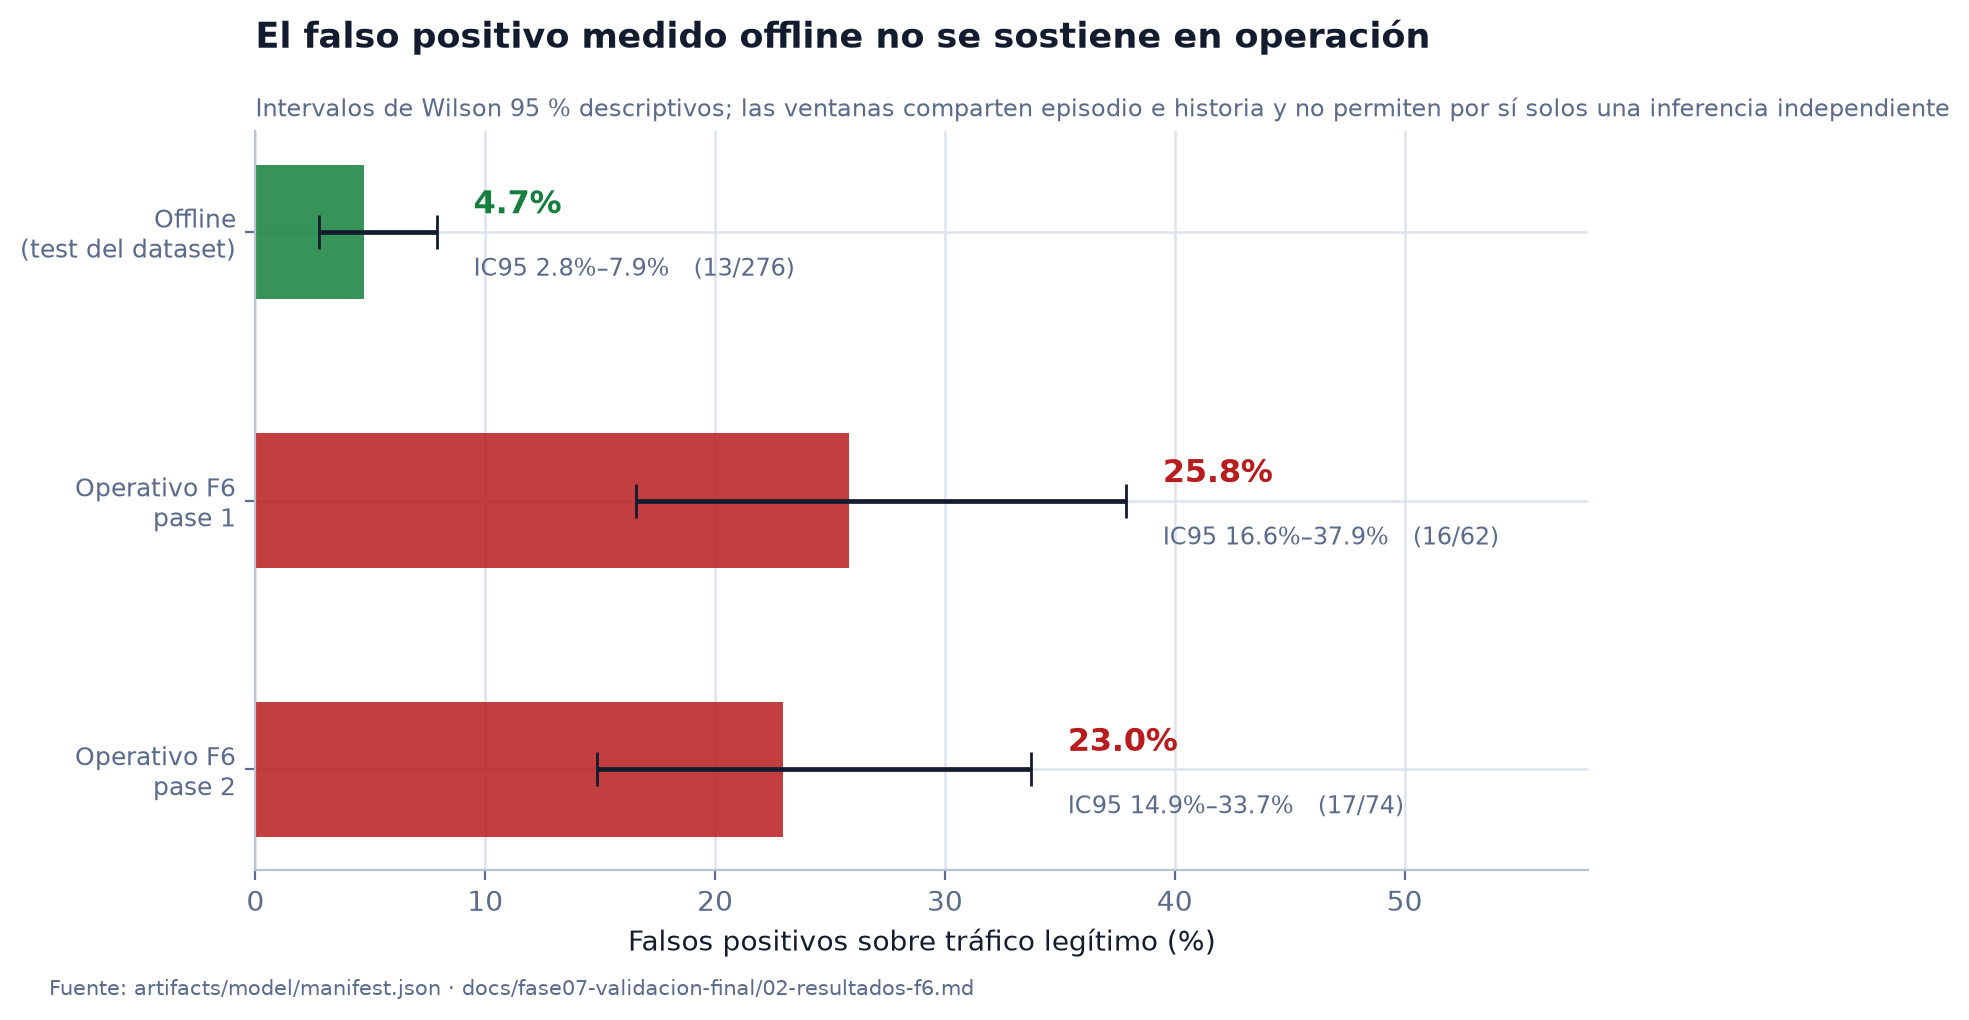 El falso positivo medido offline no se sostiene en operación
Intervalos de Wilson 95 % descriptivos; las ventanas comparten episodio e historia y no permiten por sí solos una inferencia independiente
Offline
(test del dataset)
4.7%
IC95 2.8%–7.9% (13/276)
Operativo F6
pase 1
25.8%
IC95 16.6%–37.9% (16/62)
Operativo F6
pase 2
23.0%
IC95 14.9%–33.7% (17/74)
0 10 20 30 40 50
Falsos positivos sobre tráfico legítimo (%)
Fuente: artifacts/model/manifest.json · docs/fase07-validacion-final/02-resultados-f6.md